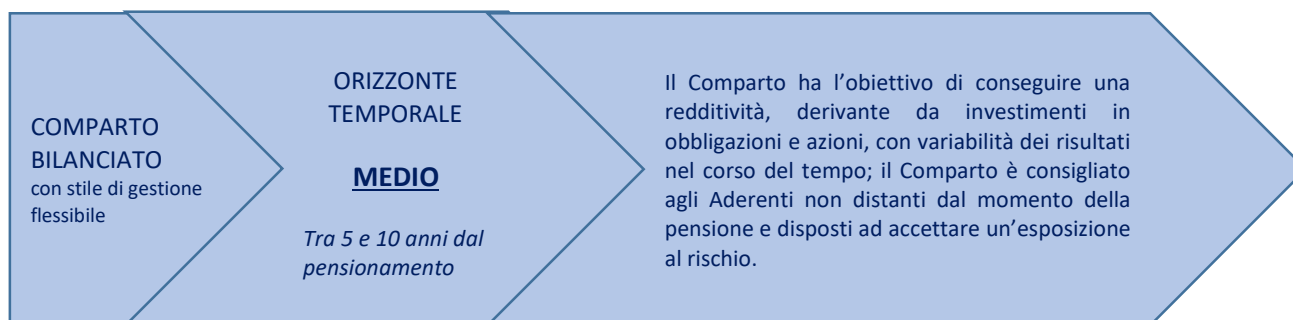 COMPARTO
BILANCIATO
con stile di gestione
flessibile
ORIZZONTE
TEMPORALE
MEDIO
Tra 5 e 10 anni dal
pensionamento
Il Comparto ha l’obiettivo di conseguire una
redditività, derivante da investimenti in
obbligazioni e azioni, con variabilità dei risultati
nel corso del tempo; il Comparto è consigliato
agli Aderenti non distanti dal momento della
pensione e disposti ad accettare un’esposizione
al rischio.